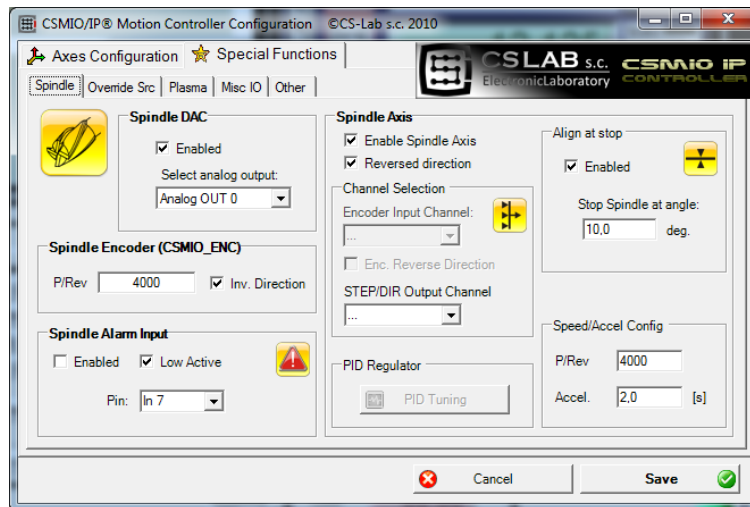 CSMIO/IP® Motion Controller Configuration ©CS-Lab s.c. 2010
Axes Configuration Special Functions
CSLAB s.c.
ElectronicLaboratory
CSMIO IP
CONTROLLER
Spindle Override Src Plasma Misc IO Other
Spindle DAC
Enabled
Select analog output:
Analog OUT 0
Spindle Encoder (CSMIO_ENC)
P/Rev 4000 Inv. Direction
Spindle Alarm Input
Enabled Low Active
Pin: In 7
Spindle Axis
Enable Spindle Axis
Reversed direction
Channel Selection
Encoder Input Channel:
...
Enc. Reverse Direction
STEP/DIR Output Channel
...
PID Regulator
PID Tuning
Align at stop
Enabled
Stop Spindle at angle:
10,0 deg.
Speed/Accel Config
P/Rev 4000
Accel. 2,0 [s]
Cancel Save